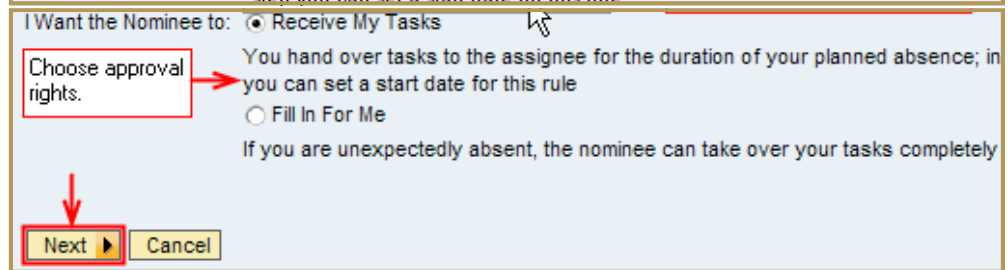 I Want the Nominee to: Receive My Tasks
You hand over tasks to the assignee for the duration of your planned absence; in
you can set a start date for this rule
Choose approval
rights.
Fill In For Me
If you are unexpectedly absent, the nominee can take over your tasks completely
Next Cancel